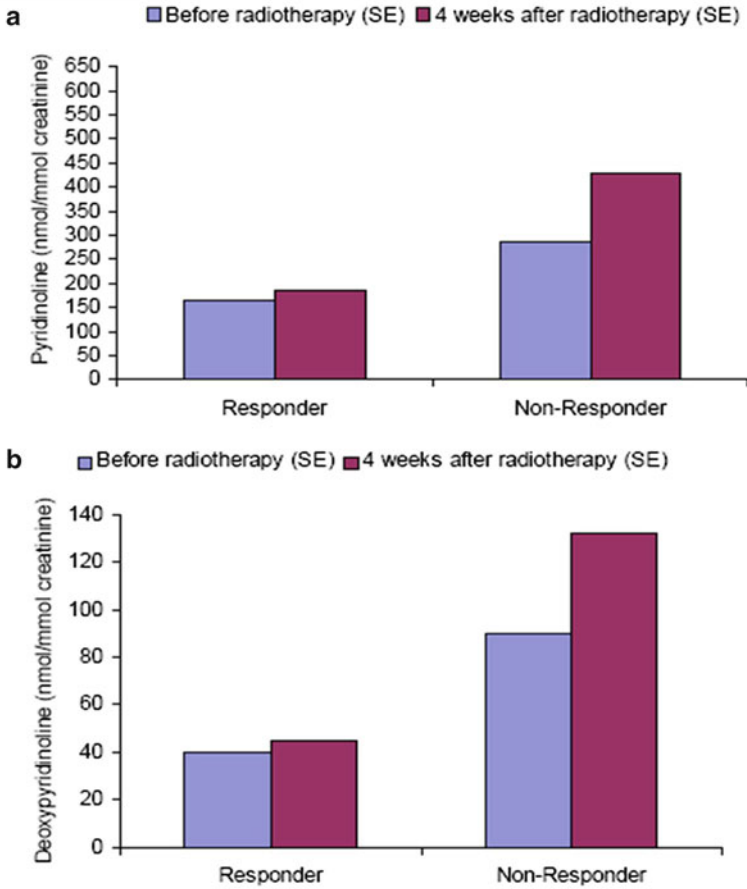 a
Before radiotherapy (SE) 4 weeks after radiotherapy (SE)
Pyridinoline (nmol/mmol creatinine)
650
600
550
500
450
400
350
300
250
200
150
100
50
0
Responder Non-Responder
b
Before radiotherapy (SE) 4 weeks after radiotherapy (SE)
Deoxypyridinoline (nmol/mmol creatinine)
140
120
100
80
60
40
20
0
Responder Non-Responder